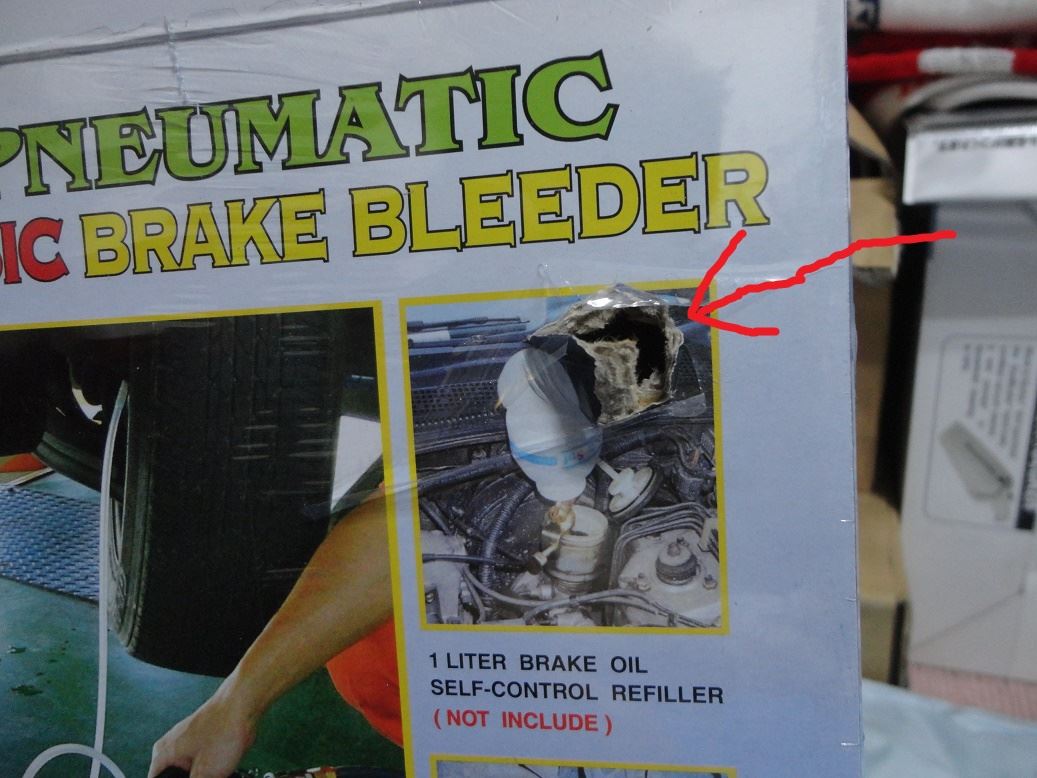 PNEUMATIC
BRAKE BLEEDER
1 LITER BRAKE OIL
SELF-CONTROL REFILLER
( NOT INCLUDE )